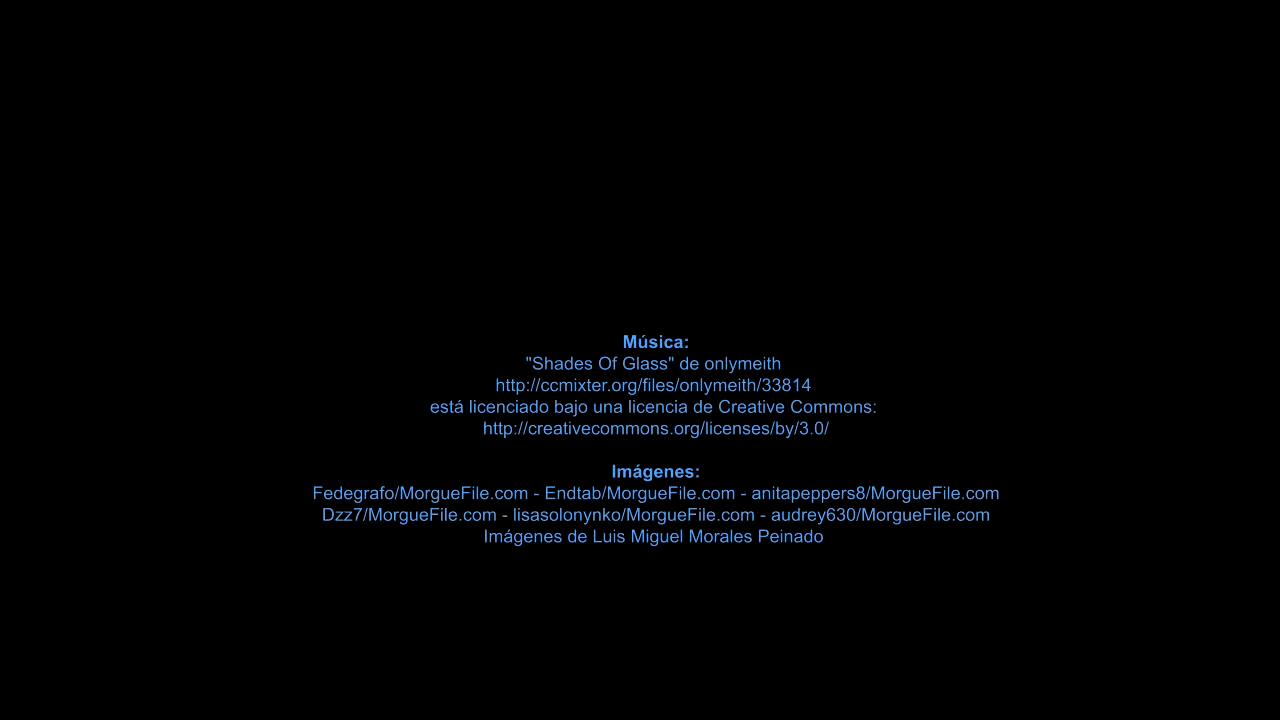 Música:
"Shades Of Glass" de onlymeith
http://ccmixter.org/files/onlymeith/33814
está licenciado bajo una licencia de Creative Commons:
http://creativecommons.org/licenses/by/3.0/
Imágenes:
Fedegrafo/MorgueFile.com - Endtab/MorgueFile.com - anitapeppers8/MorgueFile.com
Dzz7/MorgueFile.com - lisasolonynko/MorgueFile.com - audrey630/MorgueFile.com
Imágenes de Luis Miguel Morales Peinado